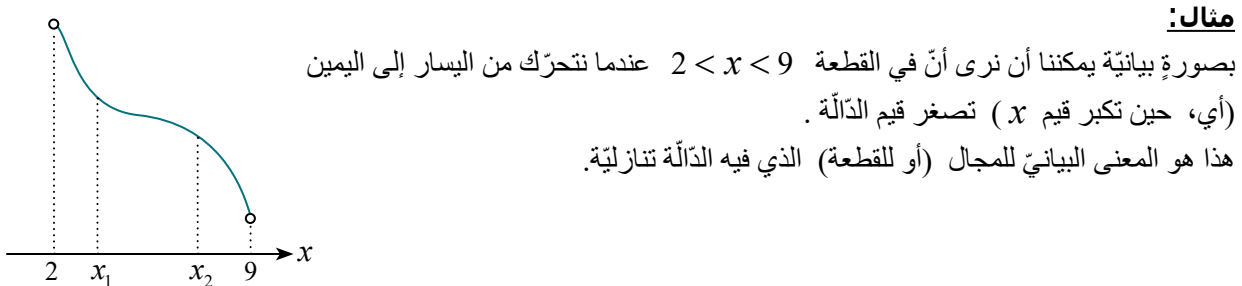 مثال:
بصورةٍ بيانيّة يمكننا أن نرى أنّ في القطعة 2 < x < 9 عندما نتحرّك من اليسار إلى اليمين
(أي، حين تكبر قيم x ) تصغر قيم الدّالّة .
هذا هو المعنى البيانيّ للمجال (أو للقطعة) الذي فيه الدّالّة تنازليّة.
x
2 x₁ x₂ 9